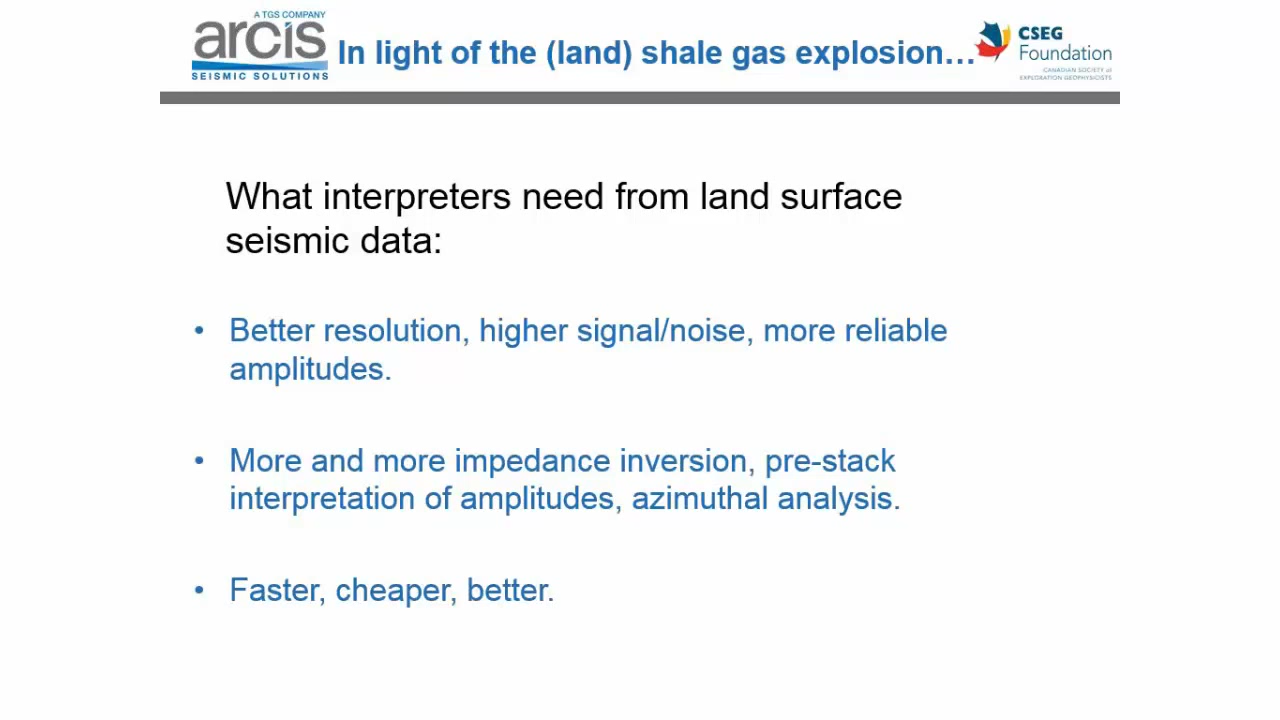 A TGS COMPANY
arcis
SEISMIC SOLUTIONS
In light of the (land) shale gas explosion…
CSEG
Foundation
CANADIAN SOCIETY of
EXPLORATION GEOPHYSICISTS
What interpreters need from land surface
seismic data:
• Better resolution, higher signal/noise, more reliable
amplitudes.
• More and more impedance inversion, pre-stack
interpretation of amplitudes, azimuthal analysis.
• Faster, cheaper, better.